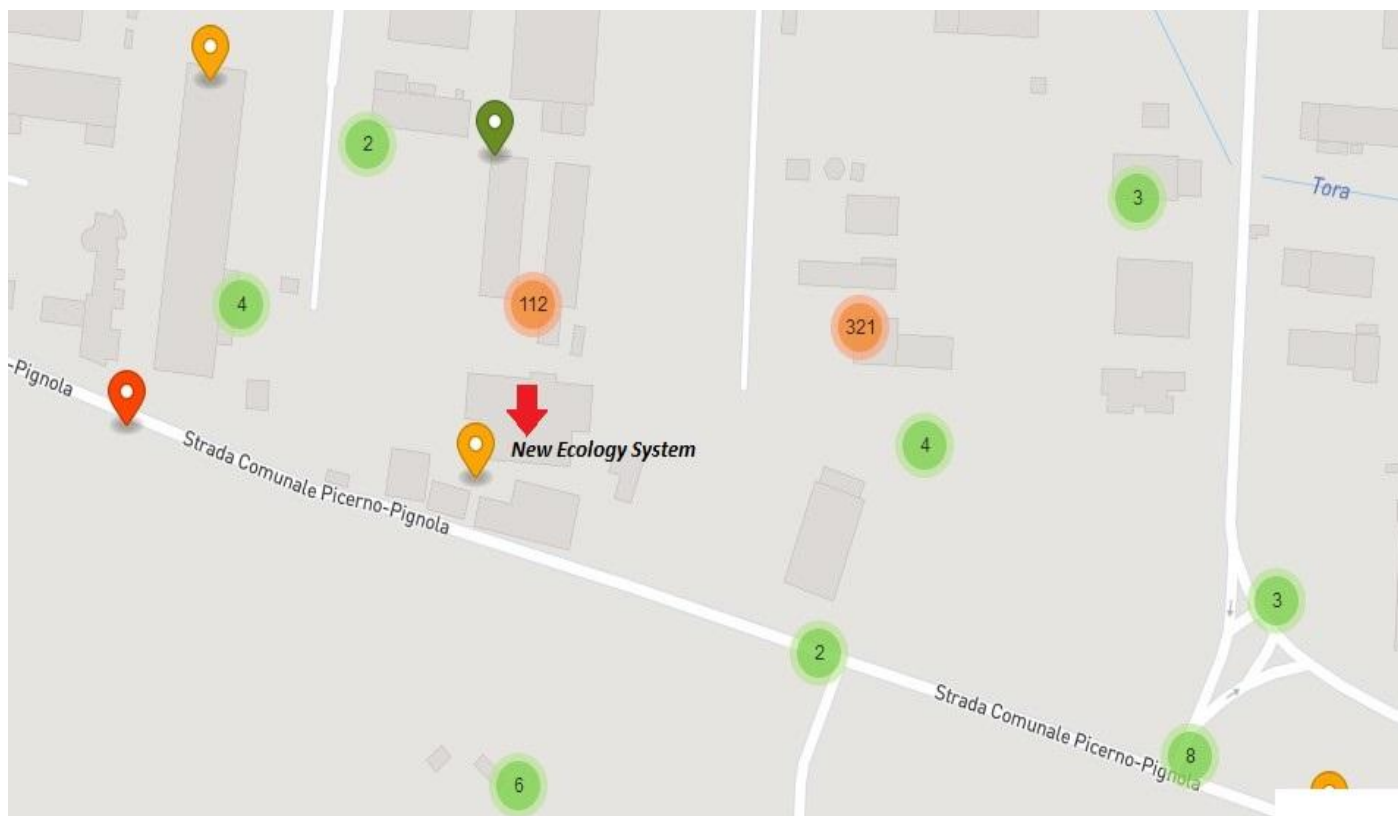 2
3
Tora
4
112
321
-Pignola
Strada Comunale Picerno-Pignola
New Ecology System
4
3
2
Strada Comunale Picerno-Pignola
8
6